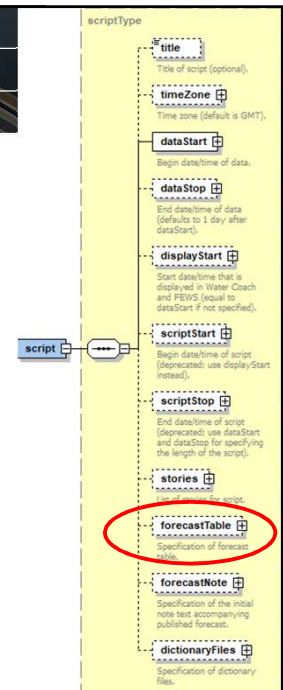 scriptType
title
Title of script (optional).
timeZone
Time zone (default is GMT).
dataStart
Begin date/time of data.
dataStop
End date/time of data
(defaults to 1 day after
dataStart).
displayStart
Start date/time that is
displayed in Water Coach
and FEWS (equal to
dataStart if not specified).
script
scriptStart
Begin date/time of script
(deprecated: use displayStart
instead).
scriptStop
End date/time of script
(deprecated: use dataStart
and dataStop for specifying
the length of the script).
stories
List of stories for script.
forecastTable
Specification of forecast
table.
forecastNote
Specification of the initial
note text accompanying
published forecast.
dictionaryFiles
Specification of dictionary
files.